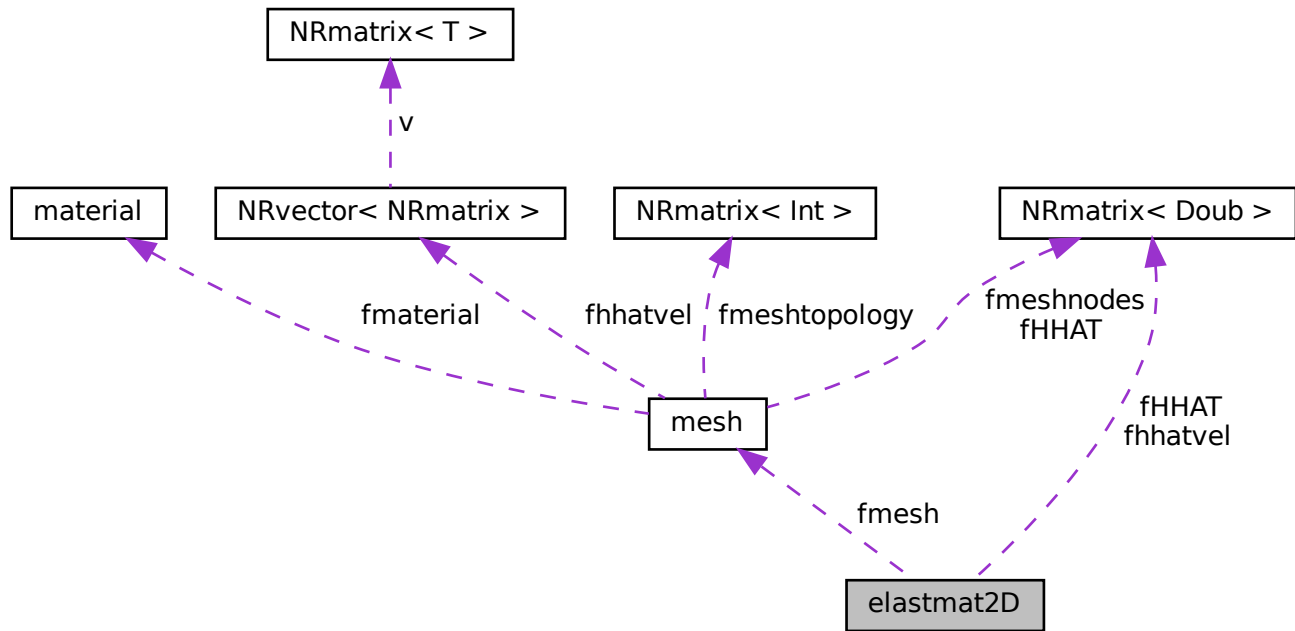 NRmatrix< T >
v
material
NRvector< NRmatrix >
NRmatrix< Int >
NRmatrix< Doub >
fmaterial
fhhatvel
fmeshtopology
fmeshnodes
fHHAT
mesh
fHHAT
fhhatvel
fmesh
elastmat2D